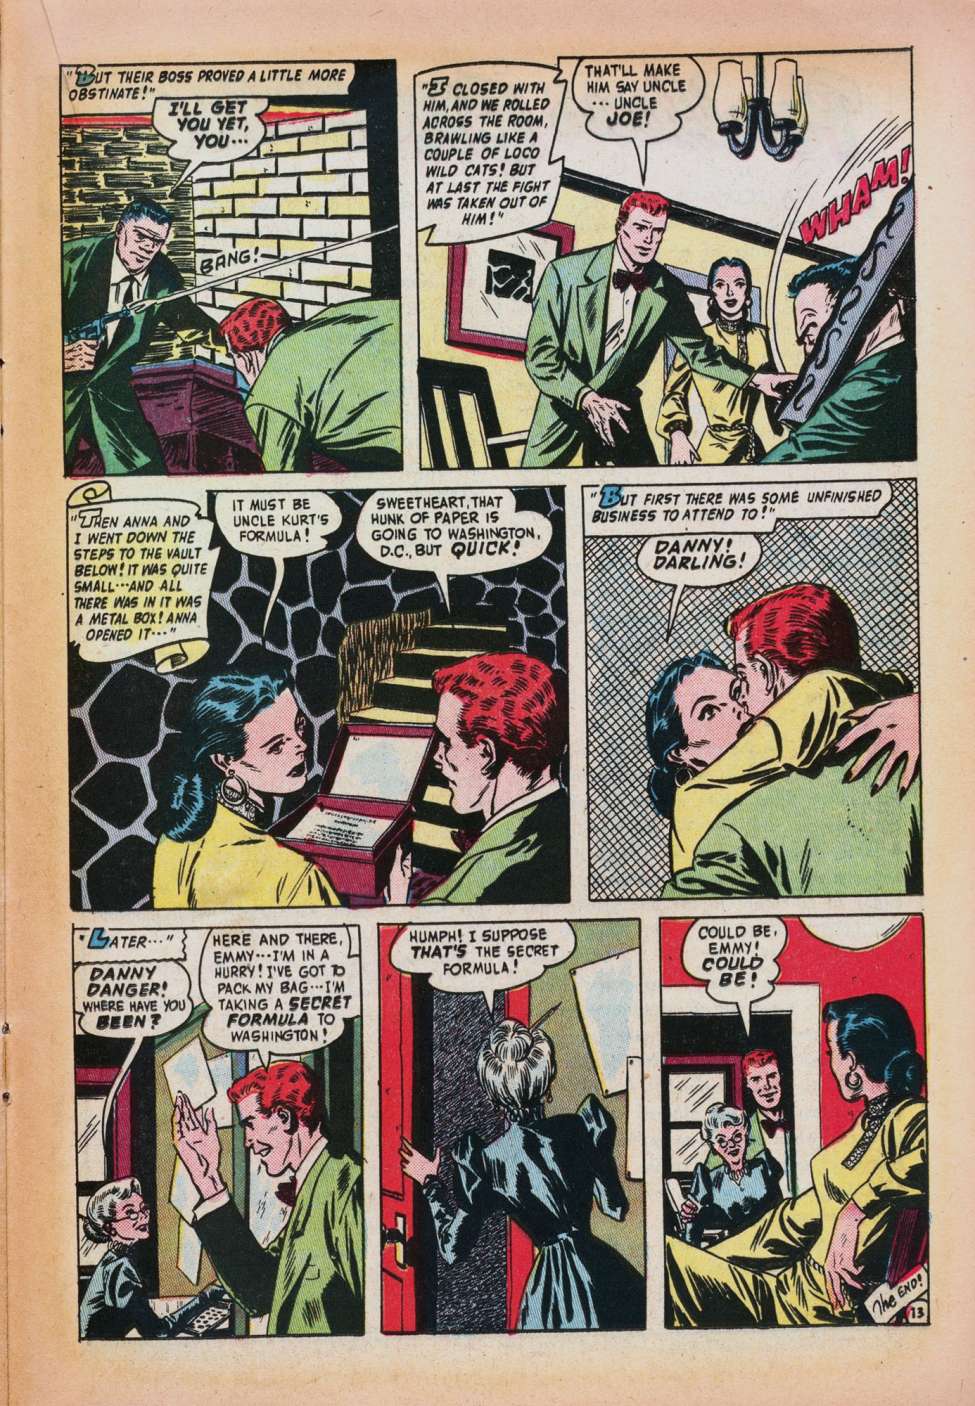 "BUT THEIR BOSS PROVED A LITTLE MORE
OBSTINATE!"
I'LL GET
YOU YET,
YOU...
BANG!
"I CLOSED WITH
HIM, AND WE ROLLED
ACROSS THE ROOM,
BRAWLING LIKE A
COUPLE OF LOCO
WILD CATS! BUT
AT LAST THE FIGHT
WAS TAKEN OUT OF
HIM!"
THAT'LL MAKE
HIM SAY UNCLE
... UNCLE
JOE!
WHAM!
"THEN ANNA AND
I WENT DOWN THE
STEPS TO THE VAULT
BELOW! IT WAS QUITE
SMALL...AND ALL
THERE WAS IN IT WAS
A METAL BOX! ANNA
OPENED IT..."
IT MUST BE
UNCLE KURT'S
FORMULA!
SWEETHEART, THAT
HUNK OF PAPER IS
GOING TO WASHINGTON,
D.C., BUT QUICK!
"BUT FIRST THERE WAS SOME UNFINISHED
BUSINESS TO ATTEND TO!"
DANNY!
DARLING!
"LATER..."
DANNY
DANGER!
WHERE HAVE YOU
BEEN?
HERE AND THERE,
EMMY...I'M IN A
HURRY! I'VE GOT TO
PACK MY BAG...I'M
TAKING A SECRET
FORMULA TO
WASHINGTON!
HUMPH! I SUPPOSE
THAT'S THE SECRET
FORMULA!
COULD BE,
EMMY!
COULD
BE!
The END!
13